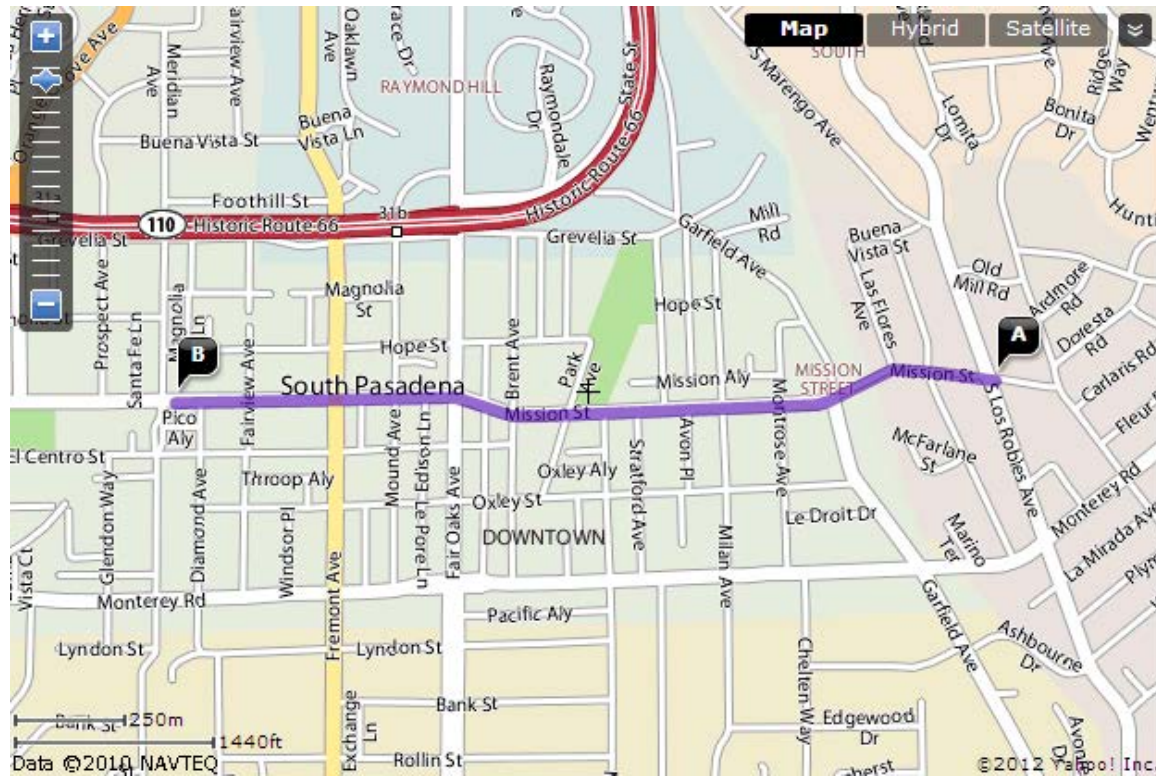 Map
Hybrid
Satellite
Fairview Ave
Meridian
Ave
Oaklawn
Ave
Grace Dr
RAYMOND HILL
State St
SOUTH
S Marengo Ave
Ridge
Way
Lomita
Dr
Bonita
Dr
Raymondale
Dr
Buena
Vista Ln
Buena Vista St
Foothill St
31b
110
Historic Route 66
Historic Route 66
Historic Route 66
Grevelia St
Grevelia St
Garfield Ave
Mill
Rd
Buena
Vista St
Old
Mill Rd
Ardmore
Rd
Doresta
Rd
Las Flores
Ave
Prospect Ave
Santa Fe Ln
Magnolia
Ln
Magnolia
St
Hope St
Hope St
Fairview Ave
Brent Ave
Park
Ave
A
B
South Pasadena
Mission St
Mission Aly
MISSION
STREET
Mission St
Carlaris Rd
S Los Robles Ave
Pico
Aly
El Centro St
Throop Aly
Mound Ave
Edison Ln
Le Pore Ln
Fair Oaks Ave
Oxley Aly
Oxley St
DOWNTOWN
Stratford Ave
Avon Pl
Montrose Ave
McFarlane
St
Le Droit Dr
Monterey Rd
La Mirada Ave
Marino
Ter
Vista Ct
Glendon Way
Diamond Ave
Windsor Pl
Fremont Ave
Milan Ave
Monterey Rd
Pacific Aly
Garfield Ave
Ashbourne
Dr
Lyndon St
Lyndon St
Chelten Way
Bank St
Bank St
Exchange
Ln
Edgewood
Dr
Rollin St
250m
1440ft
Data ©2010 NAVTEQ
©2012 Yahoo! Inc.